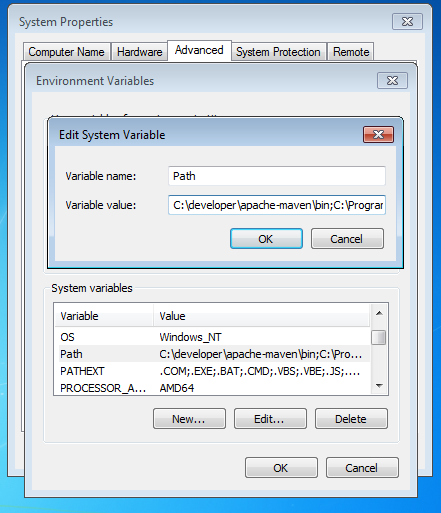 System Properties
Computer Name Hardware Advanced System Protection Remote
Environment Variables
Edit System Variable
Variable name: Path
Variable value: C:\developer\apache-maven\bin;C:\Program
OK Cancel
System variables
Variable Value
OS Windows_NT
Path C:\developer\apache-maven\bin;C:\Pro...
PATHEXT .COM;.EXE;.BAT;.CMD;.VBS;.VBE;.JS;....
PROCESSOR_A... AMD64
New... Edit... Delete
OK Cancel